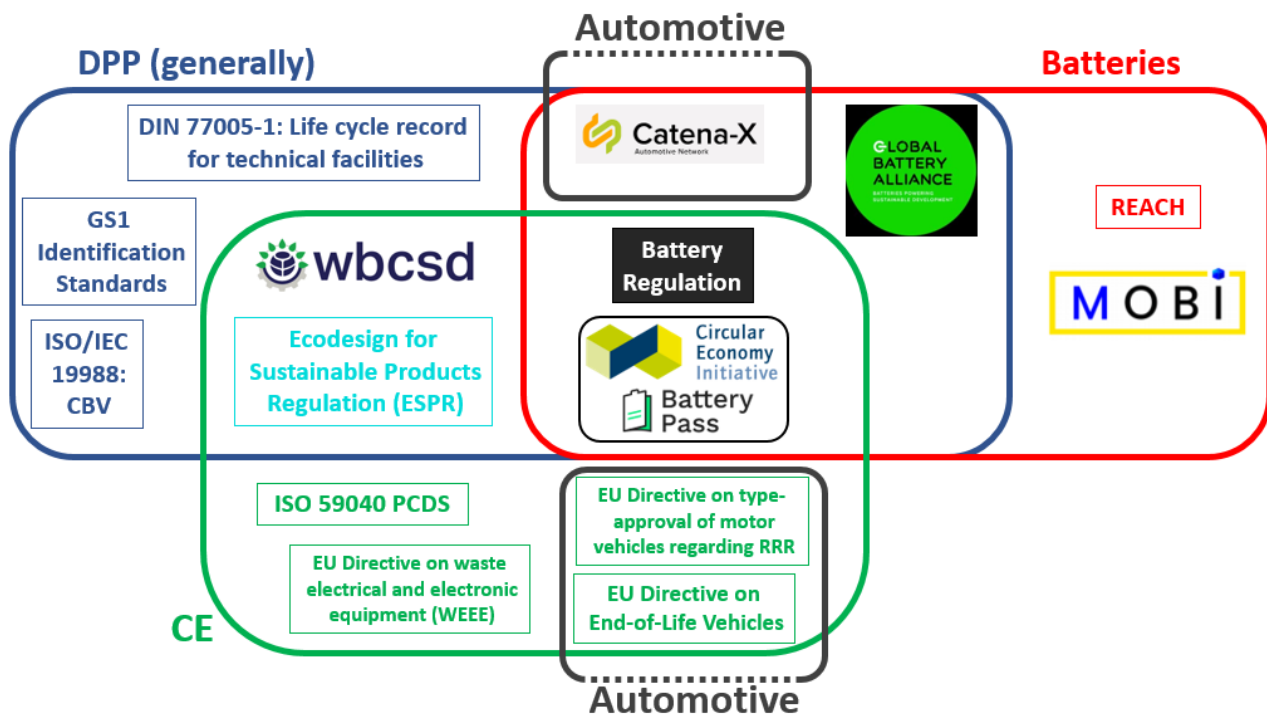 Automotive
DPP (generally)
Batteries
DIN 77005-1: Life cycle record
for technical facilities
Catena-X
Automotive Network
GLOBAL
BATTERY
ALLIANCE
BATTERIES POWERING
SUSTAINABLE DEVELOPMENT
REACH
GS1
Identification
Standards
wbcsd
Battery
Regulation
MOBI
ISO/IEC
19988:
CBV
Ecodesign for
Sustainable Products
Regulation (ESPR)
Circular
Economy
Initiative
Battery
Pass
ISO 59040 PCDS
EU Directive on type-
approval of motor
vehicles regarding RRR
EU Directive on waste
electrical and electronic
equipment (WEEE)
EU Directive on
End-of-Life Vehicles
CE
Automotive